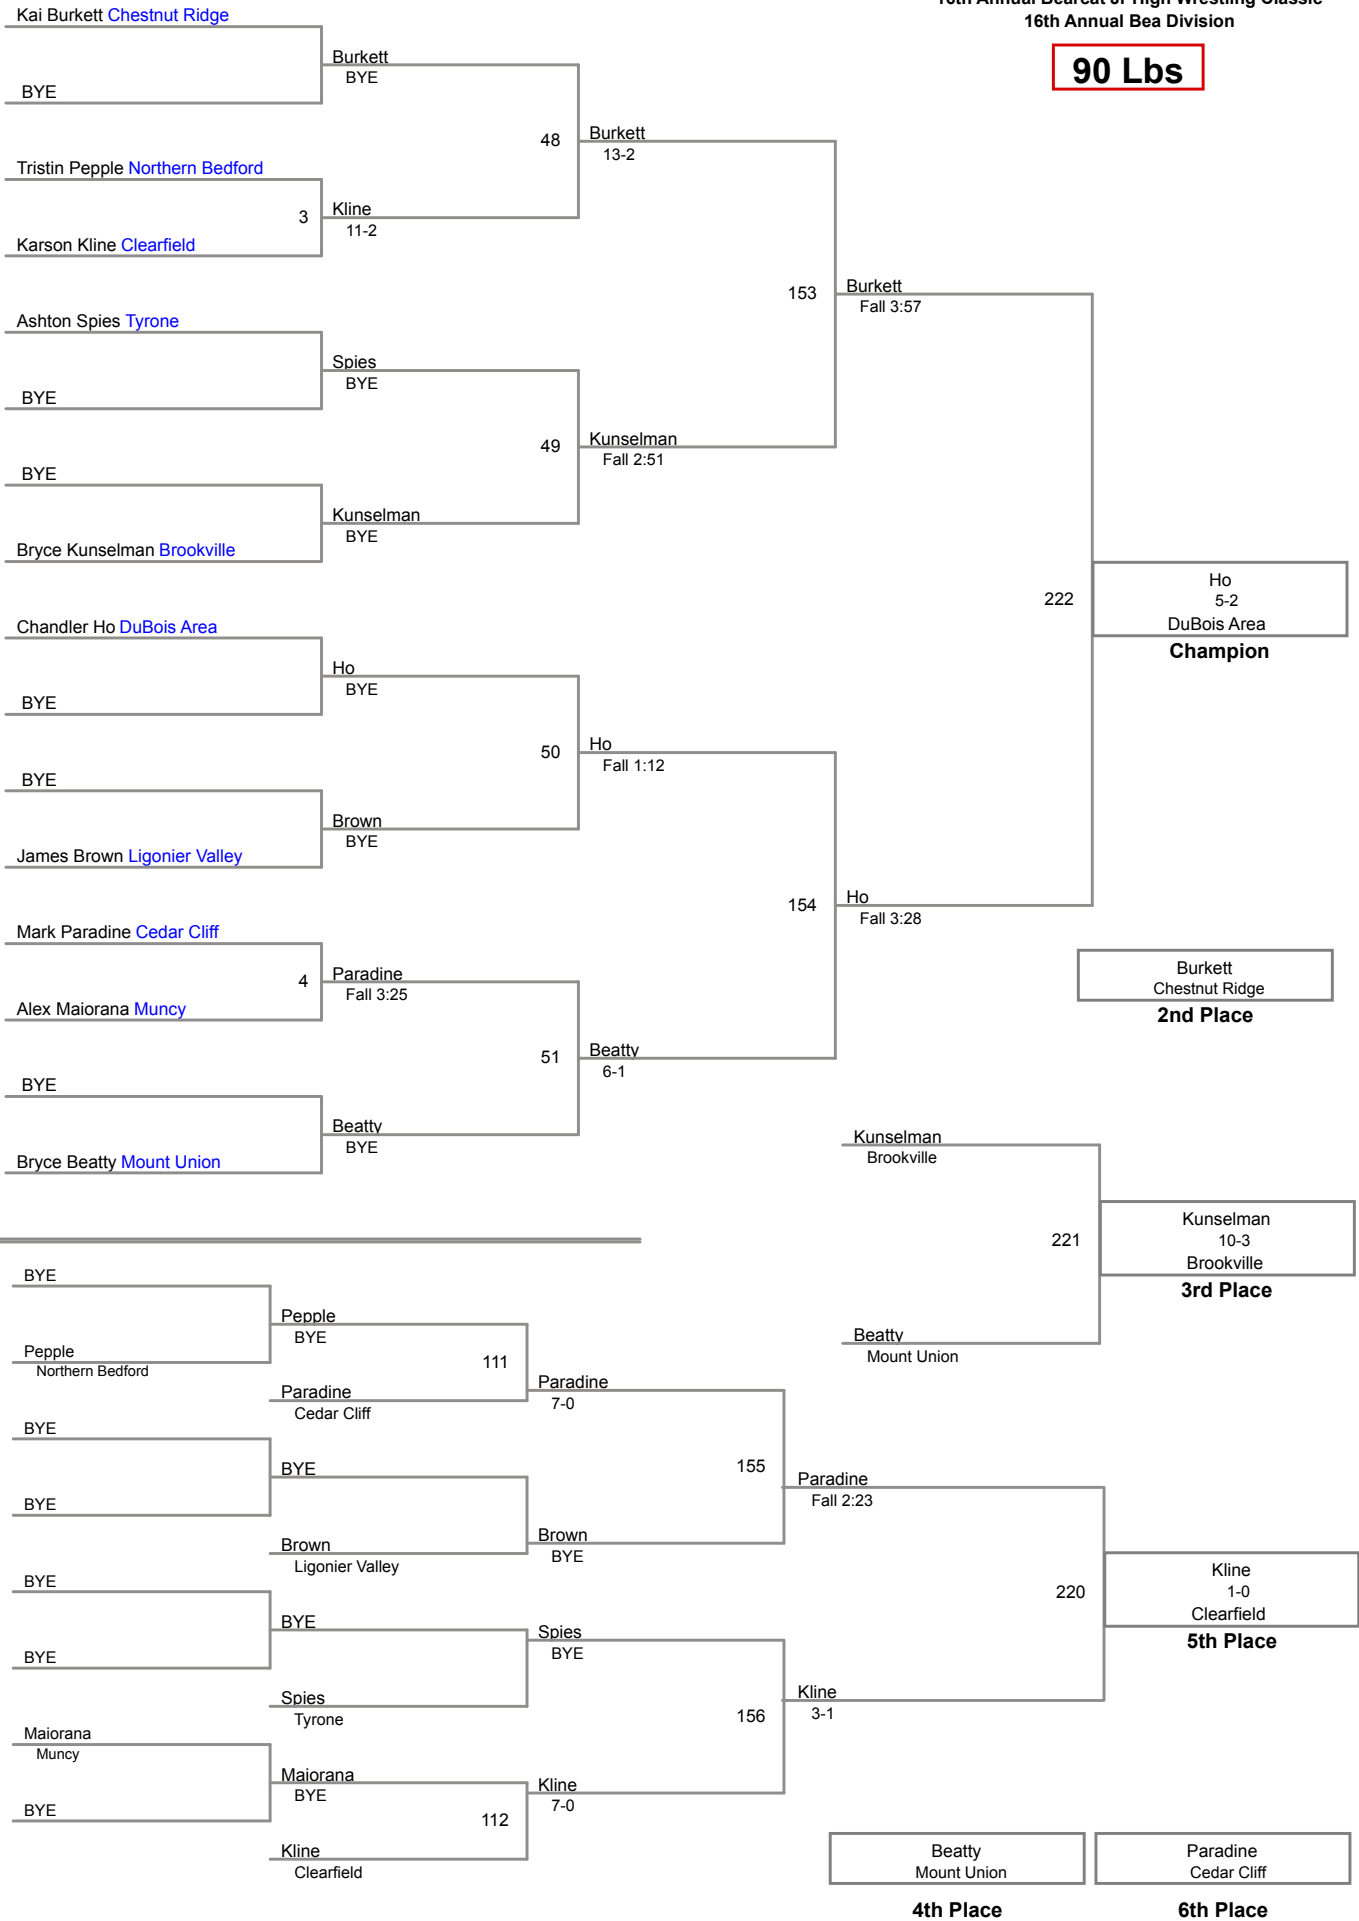 16th Annual Bearcat Jr High Wrestling Classic
16th Annual Bea Division
90 Lbs
Kai Burkett Chestnut Ridge
BYE
Burkett
BYE
Tristin Pepple Northern Bedford
Karson Kline Clearfield
3
Kline
11-2
48
Burkett
13-2
Ashton Spies Tyrone
BYE
Spies
BYE
BYE
Bryce Kunselman Brookville
Kunselman
BYE
49
Kunselman
Fall 2:51
153
Burkett
Fall 3:57
Chandler Ho DuBois Area
BYE
Ho
BYE
BYE
James Brown Ligonier Valley
Brown
BYE
50
Ho
Fall 1:12
Mark Paradine Cedar Cliff
Alex Maiorana Muncy
4
Paradine
Fall 3:25
BYE
Bryce Beatty Mount Union
Beatty
BYE
51
Beatty
6-1
154
Ho
Fall 3:28
222
Ho
5-2
DuBois Area
Champion
Burkett
Chestnut Ridge
2nd Place
Kunselman
Brookville
Beatty
Mount Union
221
Kunselman
10-3
Brookville
3rd Place
BYE
Pepple
Northern Bedford
Pepple
BYE
Paradine
Cedar Cliff
111
Paradine
7-0
BYE
BYE
BYE
Brown
Ligonier Valley
Brown
BYE
155
Paradine
Fall 2:23
BYE
BYE
BYE
Spies
Tyrone
Spies
BYE
Maiorana
Muncy
BYE
Maiorana
BYE
Kline
Clearfield
112
Kline
7-0
156
Kline
3-1
220
Kline
1-0
Clearfield
5th Place
Beatty
Mount Union
4th Place
Paradine
Cedar Cliff
6th Place